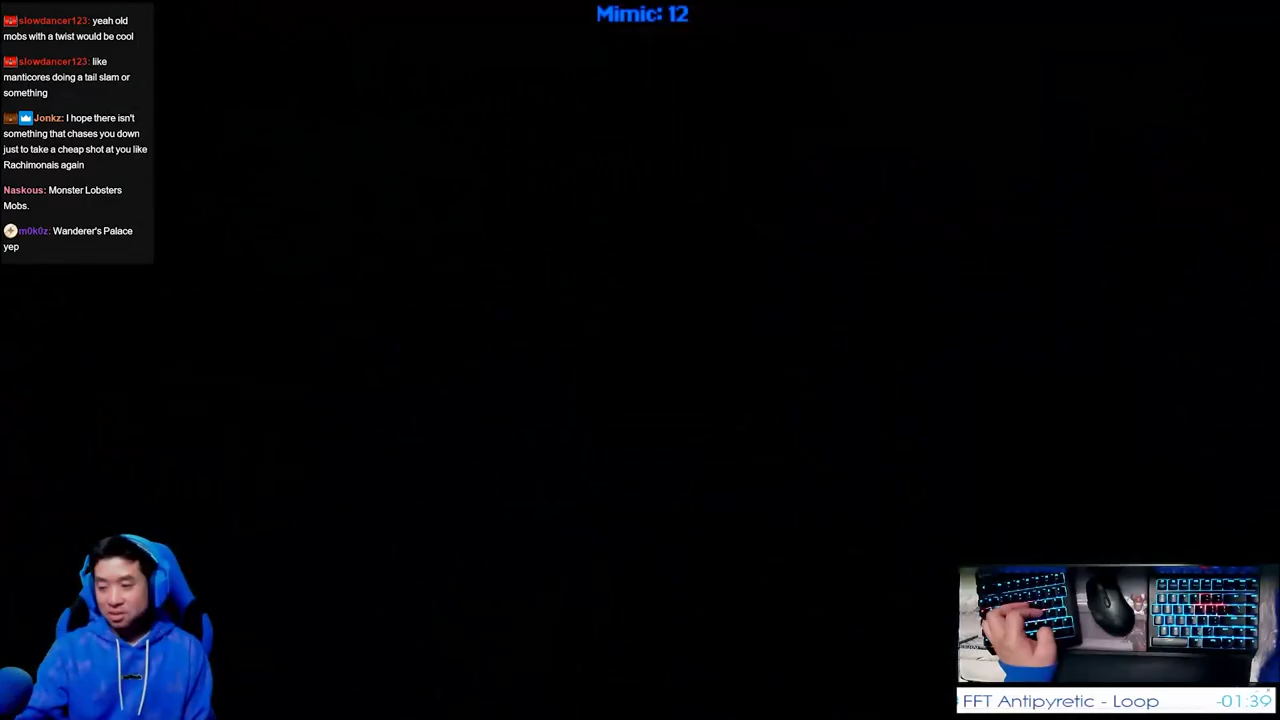 Mimic: 12
slowdancer123: yeah old
mobs with a twist would be cool
slowdancer123: like
manticores doing a tail slam or
something
Jonkz: I hope there isn't
something that chases you down
just to take a cheap shot at you like
Rachimonais again
Naskous: Monster Lobsters
Mobs.
m0k0z: Wanderer's Palace
yep
FFT Antipyretic - Loop -01:39